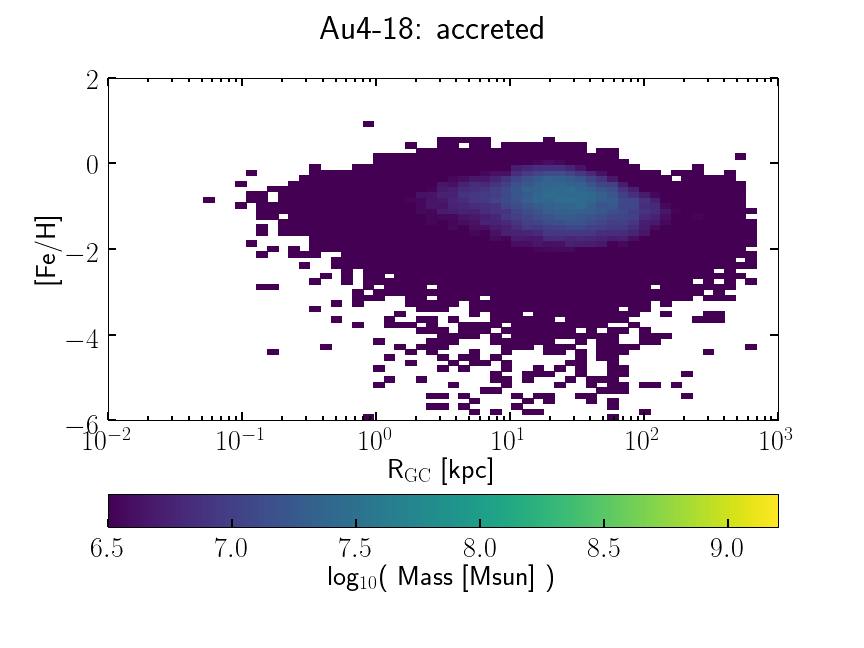 Au4-18: accreted
[Fe/H]
2
0
−2
−4
−6
10⁻² 10⁻¹ 10⁰ 10¹ 10² 10³
R_GC [kpc]
6.5 7.0 7.5 8.0 8.5 9.0
log₁₀( Mass [Msun] )